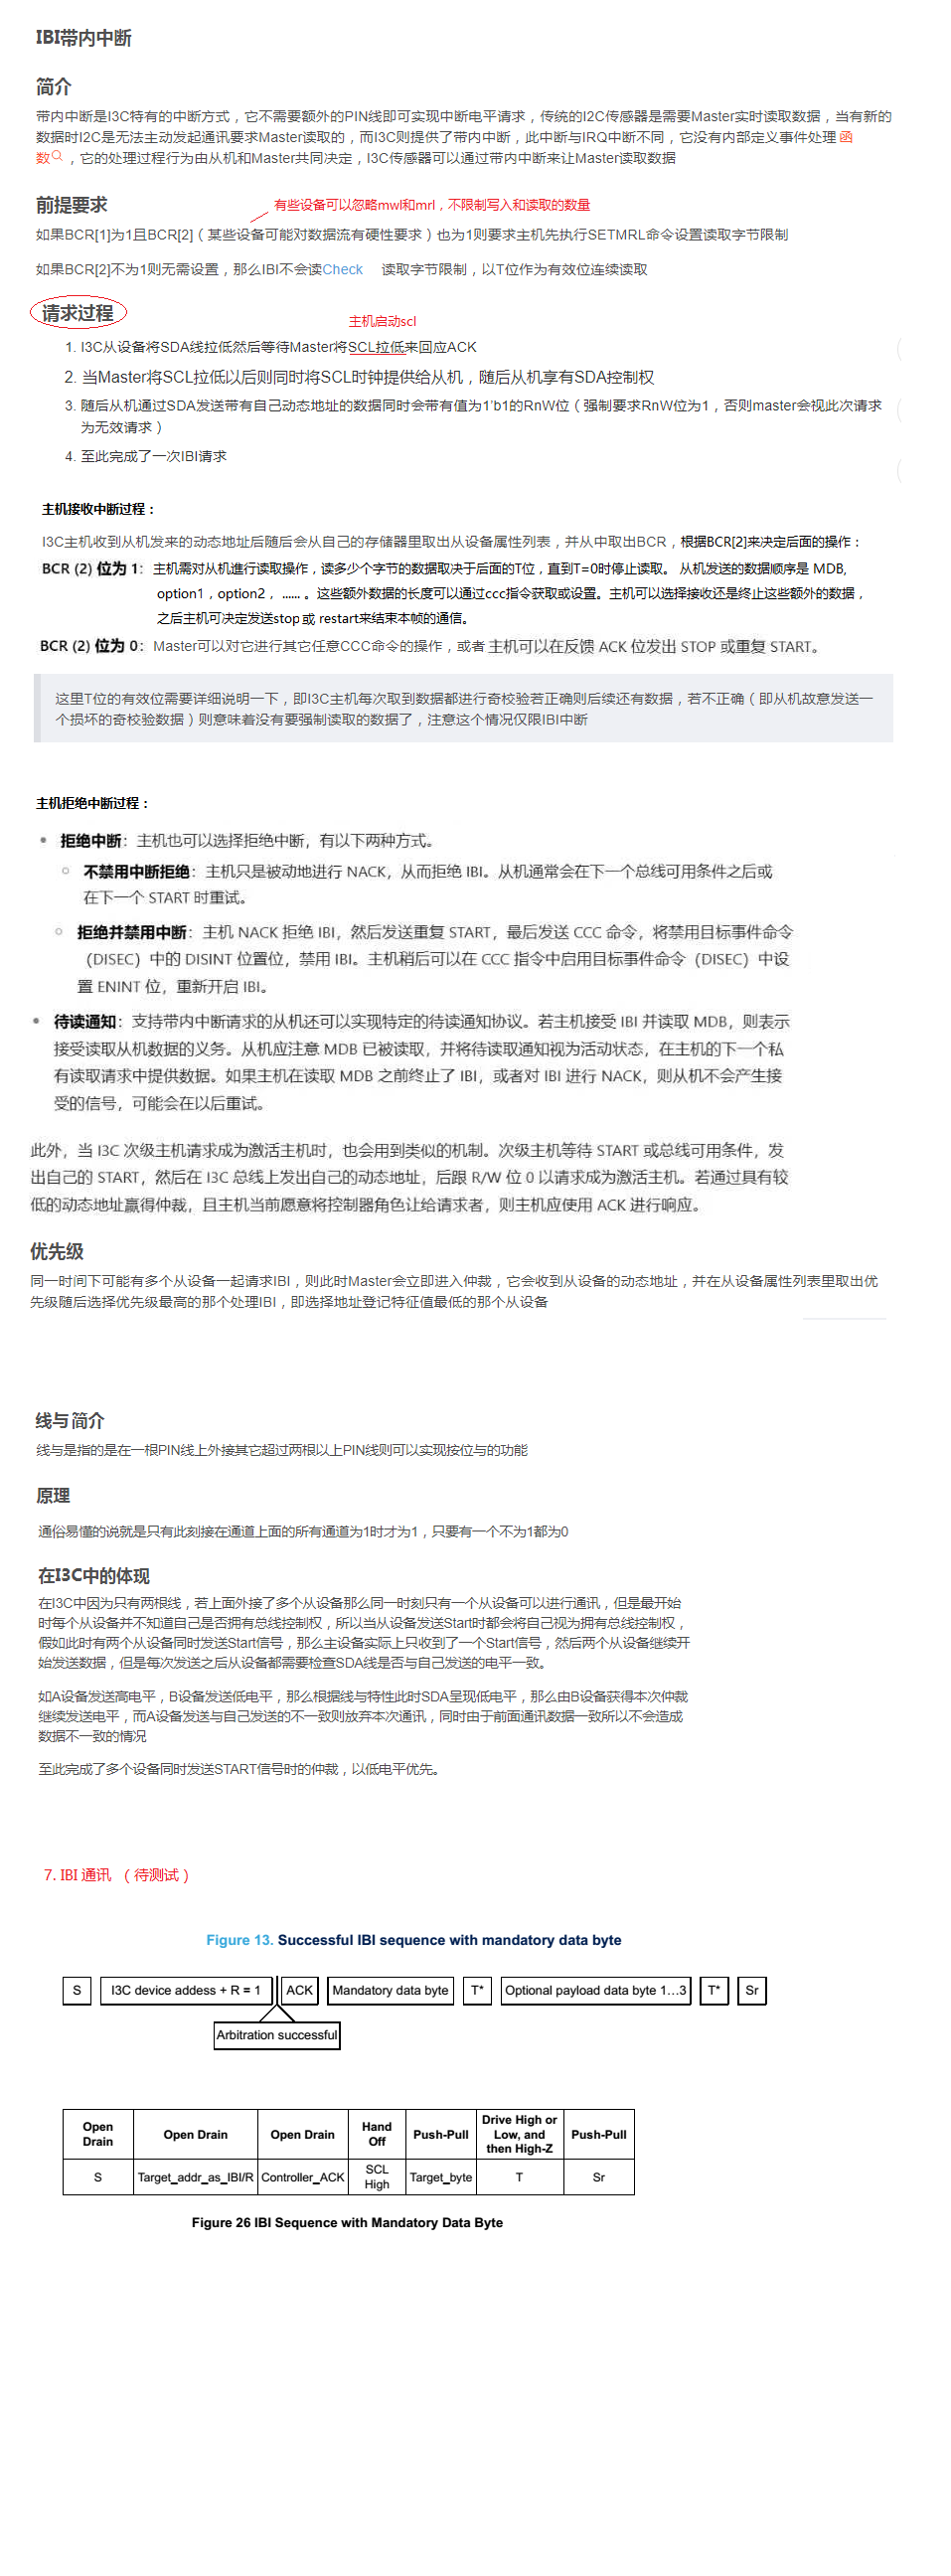 IBI带内中断
简介
带内中断是I3C特有的中断方式，它不需要额外的PIN线即可实现中断电平请求，传统的I2C传感器是需要Master实时读取数据，当有新的
数据时I2C是无法主动发起通讯要求Master读取的，而I3C则提供了带内中断，此中断与IRQ中断不同，它没有内部定义事件处理 函
数 ，它的处理过程行为由从机和Master共同决定，I3C传感器可以通过带内中断来让Master读取数据
前提要求
有些设备可以忽略mwl和mrl，不限制写入和读取的数量
如果BCR[1]为1且BCR[2]（某些设备可能对数据流有硬性要求）也为1则要求主机先执行SETMRL命令设置读取字节限制
如果BCR[2]不为1则无需设置，那么IBI不会读Check 读取字节限制，以T位作为有效位连续读取
请求过程
主机启动scl
1. I3C从设备将SDA线拉低然后等待Master将SCL拉低来回应ACK
2. 当Master将SCL拉低以后则同时将SCL时钟提供给从机，随后从机享有SDA控制权
3. 随后从机通过SDA发送带有自己动态地址的数据同时会带有值为1'b1的RnW位（强制要求RnW位为1，否则master会视此次请求
为无效请求）
4. 至此完成了一次IBI请求
主机接收中断过程：
I3C主机收到从机发来的动态地址后随后会从自己的存储器里取出从设备属性列表，并从中取出BCR，根据BCR[2]来决定后面的操作：
BCR (2) 位为 1：主机需对从机進行读取操作，读多少个字节的数据取决于后面的T位，直到T=0时停止读取。 从机发送的数据顺序是 MDB,
option1，option2， ...... 。这些额外数据的长度可以通过ccc指令获取或设置。主机可以选择接收还是终止这些额外的数据，
之后主机可决定发送stop 或 restart来结束本帧的通信。
BCR (2) 位为 0：Master可以对它进行其它任意CCC命令的操作，或者 主机可以在反馈 ACK 位发出 STOP 或重复 START。
这里T位的有效位需要详细说明一下，即I3C主机每次取到数据都进行奇校验若正确则后续还有数据，若不正确（即从机故意发送一
个损坏的奇校验数据）则意味着没有要强制读取的数据了，注意这个情况仅限IBI中断
主机拒绝中断过程：
• 拒绝中断：主机也可以选择拒绝中断，有以下两种方式。
○ 不禁用中断拒绝：主机只是被动地进行 NACK，从而拒绝 IBI。从机通常会在下一个总线可用条件之后或
在下一个 START 时重试。
○ 拒绝并禁用中断：主机 NACK 拒绝 IBI，然后发送重复 START，最后发送 CCC 命令，将禁用目标事件命令
（DISEC）中的 DISINT 位置位，禁用 IBI。主机稍后可以在 CCC 指令中启用目标事件命令（DISEC）中设
置 ENINT 位，重新开启 IBI。
• 待读通知：支持带内中断请求的从机还可以实现特定的待读通知协议。若主机接受 IBI 并读取 MDB，则表示
接受读取从机数据的义务。从机应注意 MDB 已被读取，并将待读取通知视为活动状态，在主机的下一个私
有读取请求中提供数据。如果主机在读取 MDB 之前终止了 IBI，或者对 IBI 进行 NACK，则从机不会产生接
受的信号，可能会在以后重试。
此外，当 I3C 次级主机请求成为激活主机时，也会用到类似的机制。次级主机等待 START 或总线可用条件，发
出自己的 START，然后在 I3C 总线上发出自己的动态地址，后跟 R/W 位 0 以请求成为激活主机。若通过具有较
低的动态地址赢得仲裁，且主机当前愿意将控制器角色让给请求者，则主机应使用 ACK 进行响应。
优先级
同一时间下可能有多个从设备一起请求IBI，则此时Master会立即进入仲裁，它会收到从设备的动态地址，并在从设备属性列表里取出优
先级随后选择优先级最高的那个处理IBI，即选择地址登记特征值最低的那个从设备
线与简介
线与是指的是在一根PIN线上外接其它超过两根以上PIN线则可以实现按位与的功能
原理
通俗易懂的说就是只有此刻接在通道上面的所有通道为1时才为1，只要有一个不为1都为0
在I3C中的体现
在I3C中因为只有两根线，若上面外接了多个从设备那么同一时刻只有一个从设备可以进行通讯，但是最开始
时每个从设备并不知道自己是否拥有总线控制权，所以当从设备发送Start时都会将自己视为拥有总线控制权，
假如此时有两个从设备同时发送Start信号，那么主设备实际上只收到了一个Start信号，然后两个从设备继续开
始发送数据，但是每次发送之后从设备都需要检查SDA线是否与自己发送的电平一致。
如A设备发送高电平，B设备发送低电平，那么根据线与特性此时SDA呈现低电平，那么由B设备获得本次仲裁
继续发送电平，而A设备发送与自己发送的不一致则放弃本次通讯，同时由于前面通讯数据一致所以不会造成
数据不一致的情况
至此完成了多个设备同时发送START信号时的仲裁，以低电平优先。
7. IBI 通讯 （待测试）
Figure 13. Successful IBI sequence with mandatory data byte
S I3C device addess + R = 1 ACK Mandatory data byte T* Optional payload data byte 1…3 T* Sr
Arbitration successful
Open Drain Open Drain Open Drain Hand Off Push-Pull Drive High or Low, and then High-Z Push-Pull
S Target_addr_as_IBI/R Controller_ACK SCL High Target_byte T Sr
Figure 26 IBI Sequence with Mandatory Data Byte